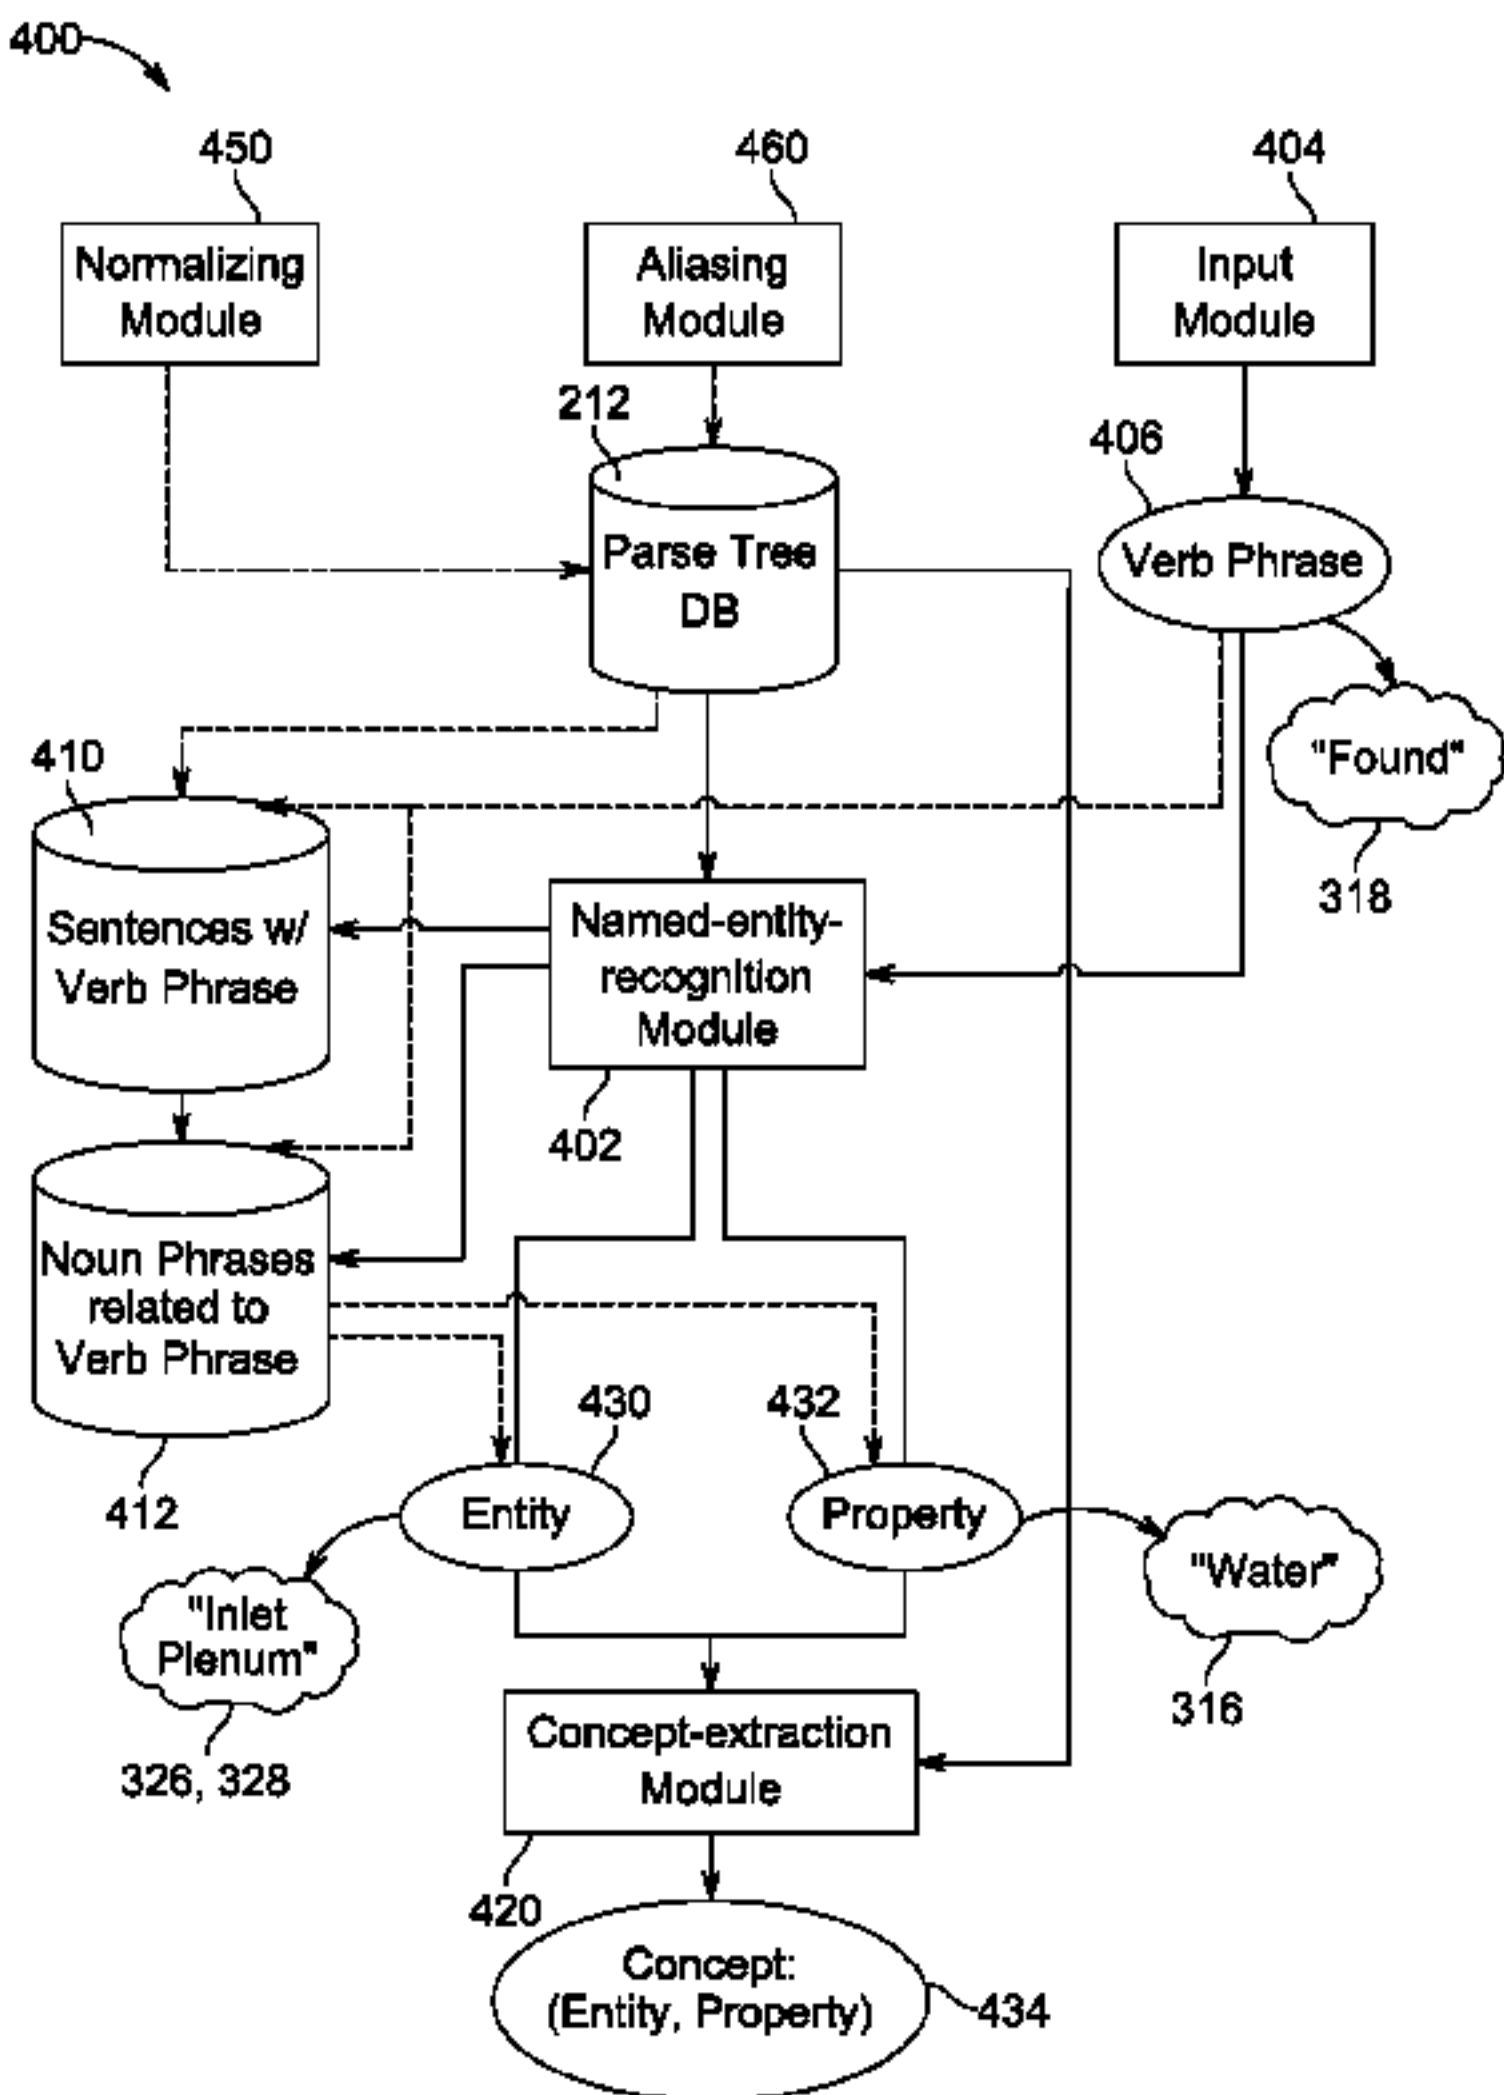 400
450
460
404
Normalizing
Module
Aliasing
Module
Input
Module
212
406
Parse Tree
DB
Verb Phrase
"Found"
318
410
Sentences w/
Verb Phrase
Named-entity-
recognition
Module
402
Noun Phrases
related to
Verb Phrase
412
430
432
Entity
Property
"Inlet
Plenum"
326, 328
"Water"
316
Concept-extraction
Module
420
Concept:
(Entity, Property)
434